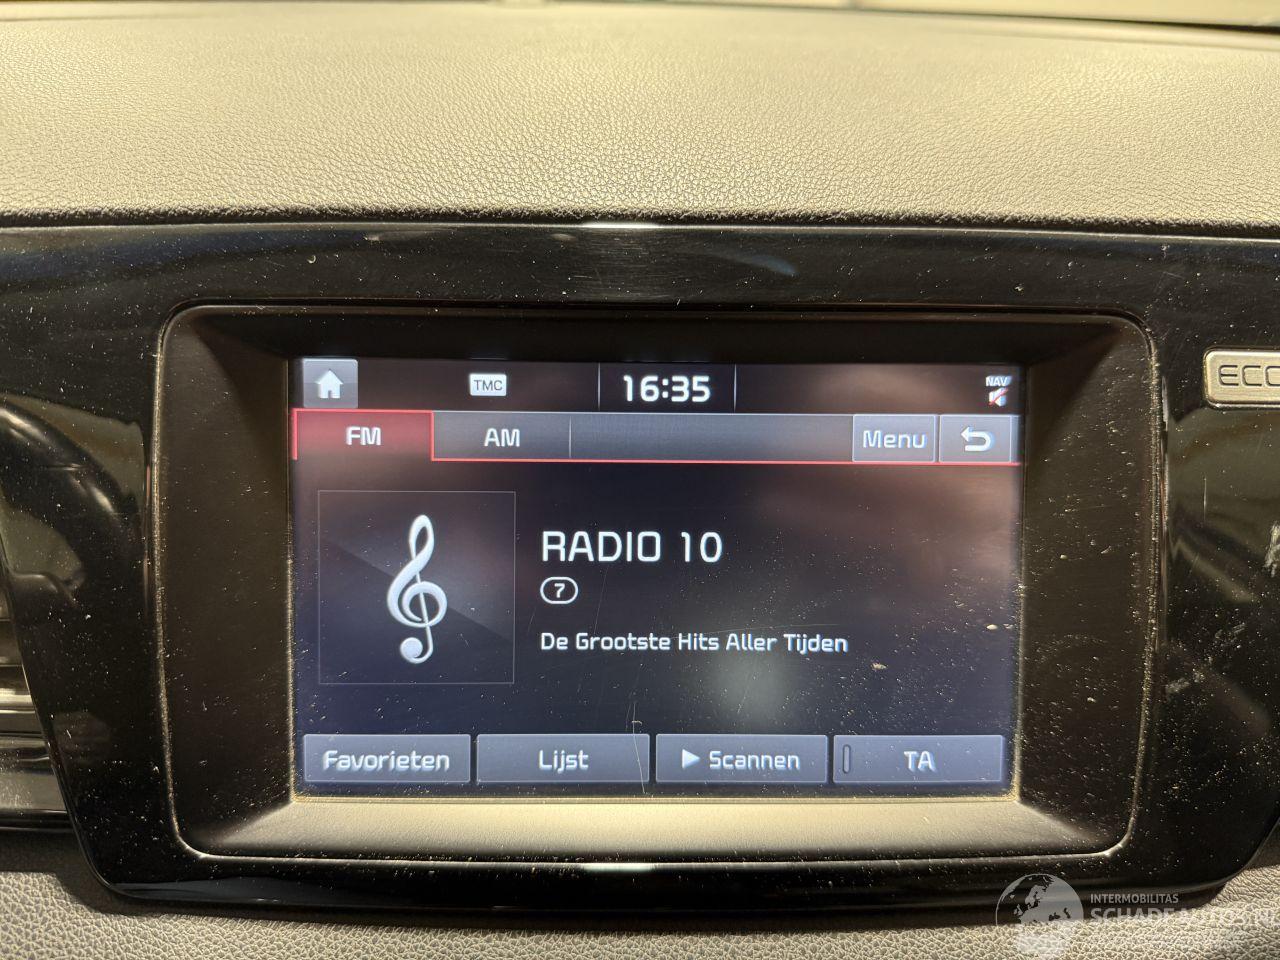 TMC
16:35
NAV
ECO
FM
AM
Menu
RADIO 10
7
De Grootste Hits Aller Tijden
Favorieten
Lijst
Scannen
TA
INTERMOBILITAS
SCHADEAUTOS.NL